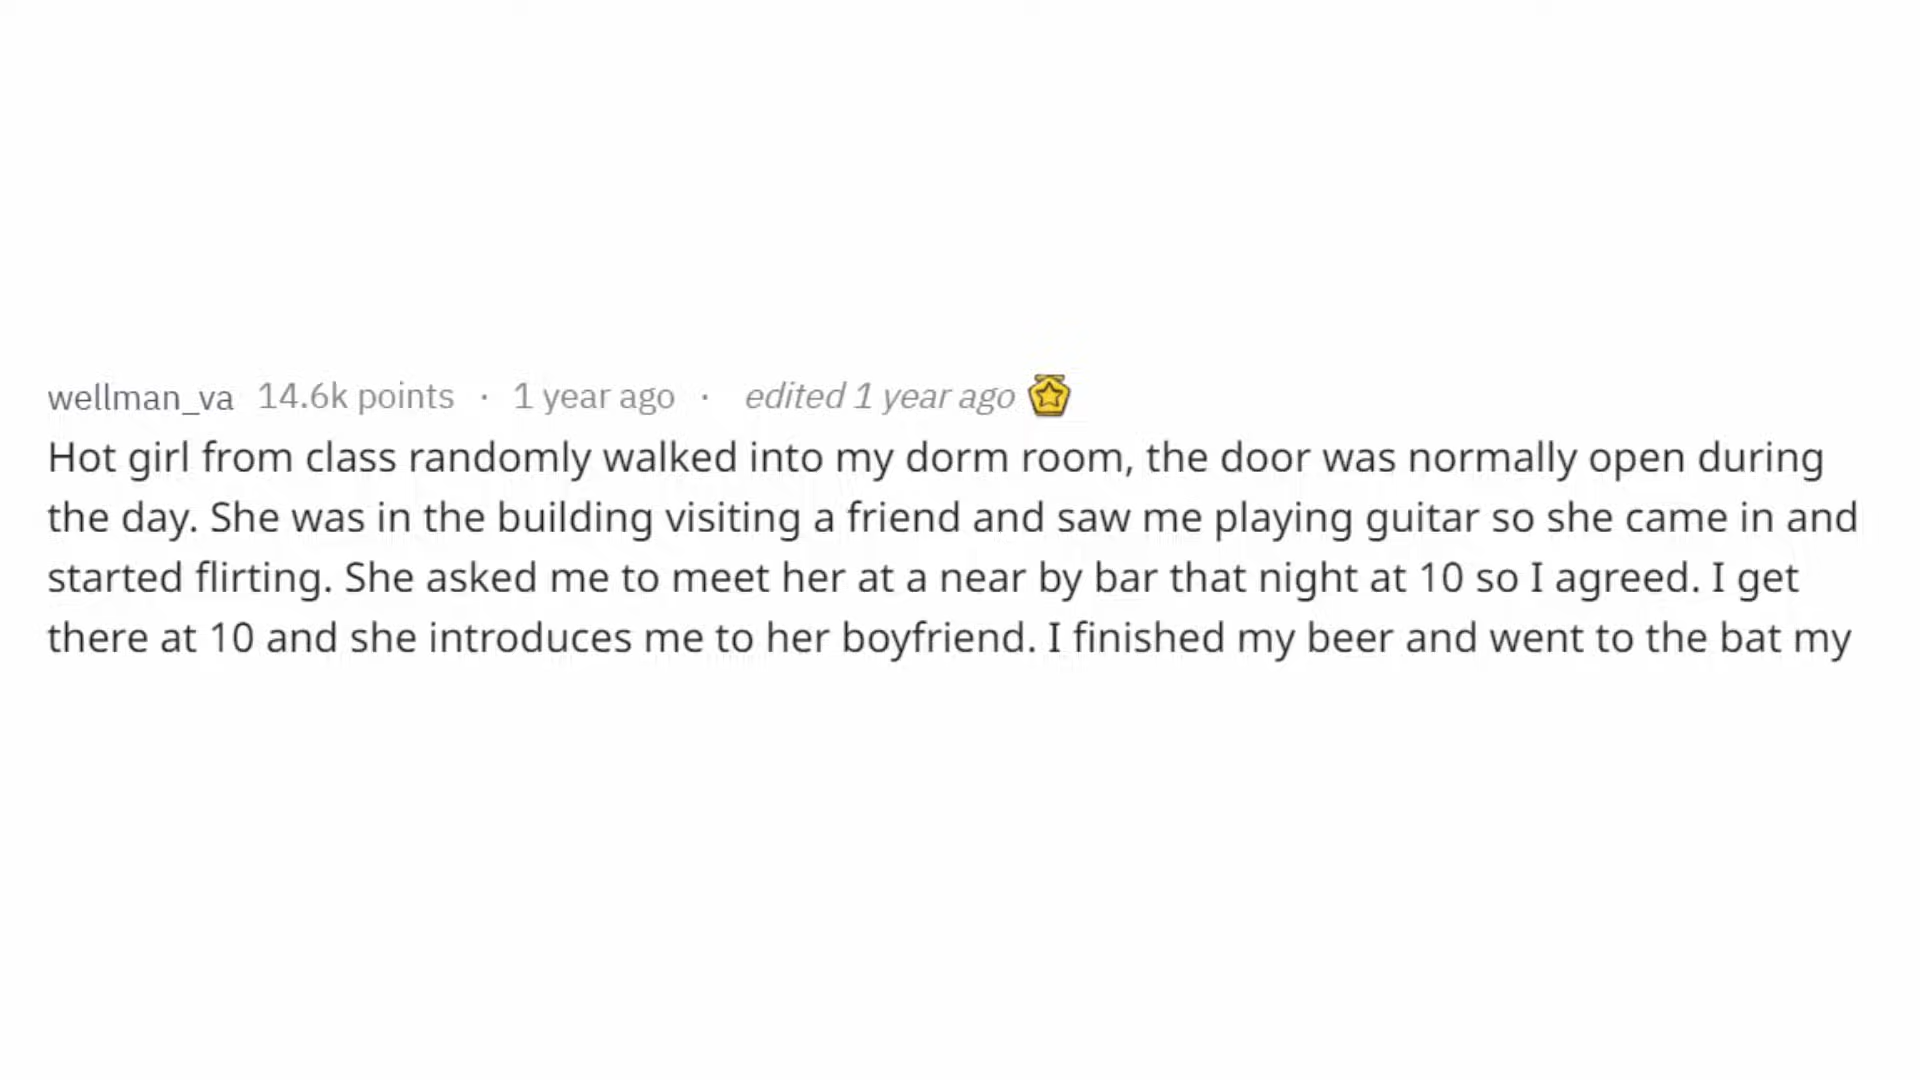 wellman_va 14.6k points · 1 year ago · edited 1 year ago
Hot girl from class randomly walked into my dorm room, the door was normally open during
the day. She was in the building visiting a friend and saw me playing guitar so she came in and
started flirting. She asked me to meet her at a near by bar that night at 10 so I agreed. I get
there at 10 and she introduces me to her boyfriend. I finished my beer and went to the bat my